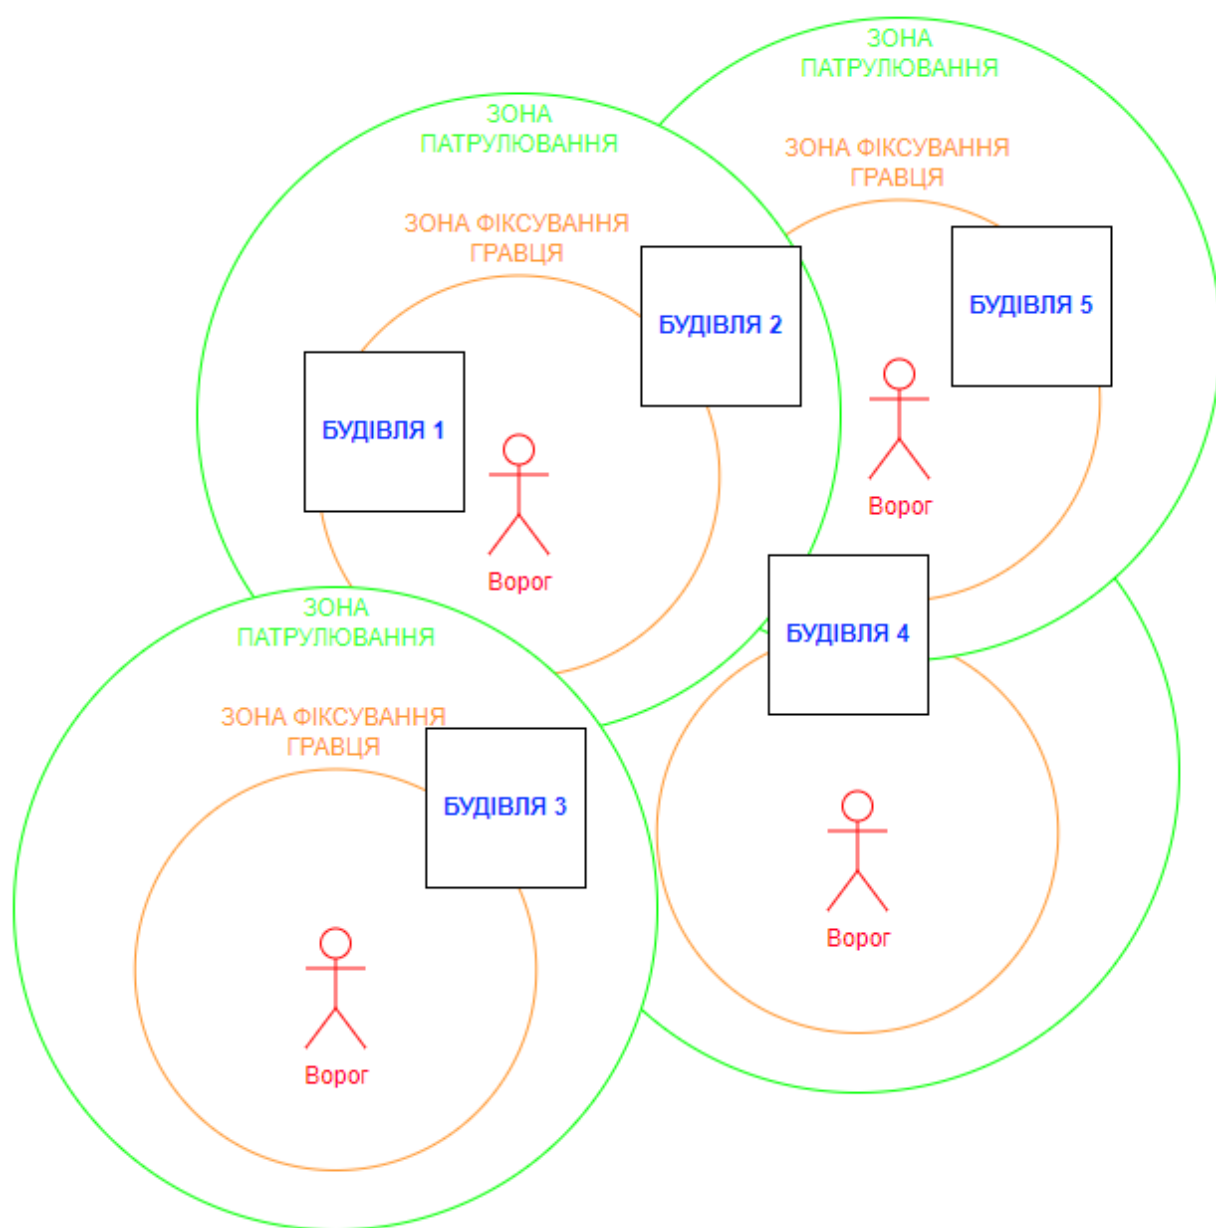 ЗОНА
ПАТРУЛЮВАННЯ
ЗОНА ФІКСУВАННЯ
ГРАВЦЯ
БУДІВЛЯ 5
Ворог
ЗОНА
ПАТРУЛЮВАННЯ
ЗОНА ФІКСУВАННЯ
ГРАВЦЯ
БУДІВЛЯ 2
БУДІВЛЯ 1
Ворог
ЗОНА
ПАТРУЛЮВАННЯ
ЗОНА ФІКСУВАННЯ
ГРАВЦЯ
БУДІВЛЯ 3
Ворог
БУДІВЛЯ 4
Ворог